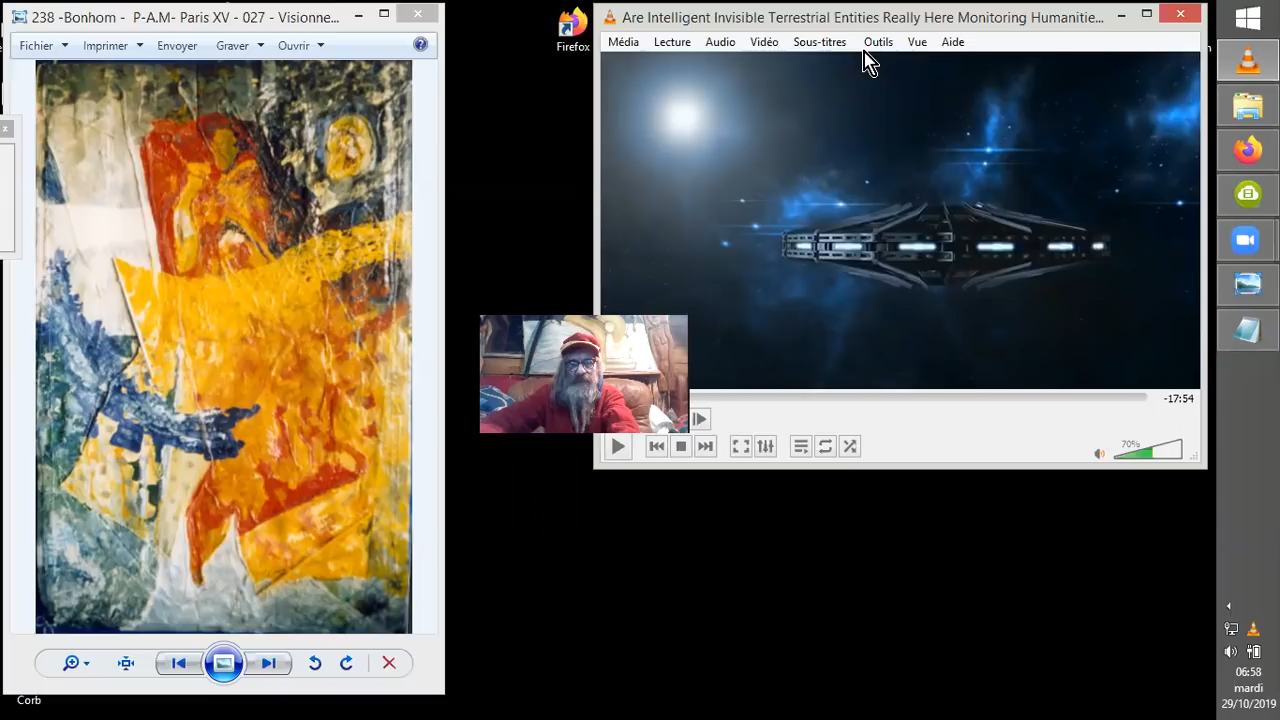 238 -Bonhom -  P-A.M- Paris XV - 027 - Visionne...
Fichier Imprimer Envoyer Graver Ouvrir
Corb
Firefox
Are Intelligent Invisible Terrestrial Entities Really Here Monitoring Humanitie...
Média Lecture Audio Vidéo Sous-titres Outils Vue Aide
-17:54
70%
06:58
mardi
29/10/2019